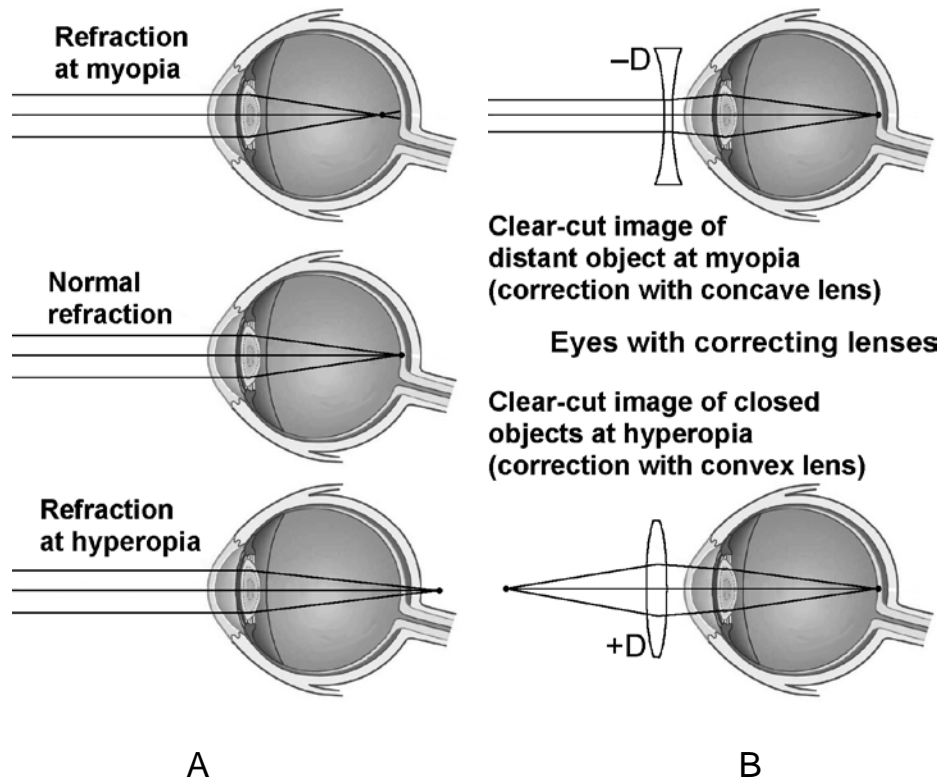 Refraction
at myopia
Normal
refraction
Refraction
at hyperopia
A
–D
Clear-cut image of
distant object at myopia
(correction with concave lens)
Eyes with correcting lenses
Clear-cut image of closed
objects at hyperopia
(correction with convex lens)
+D
B